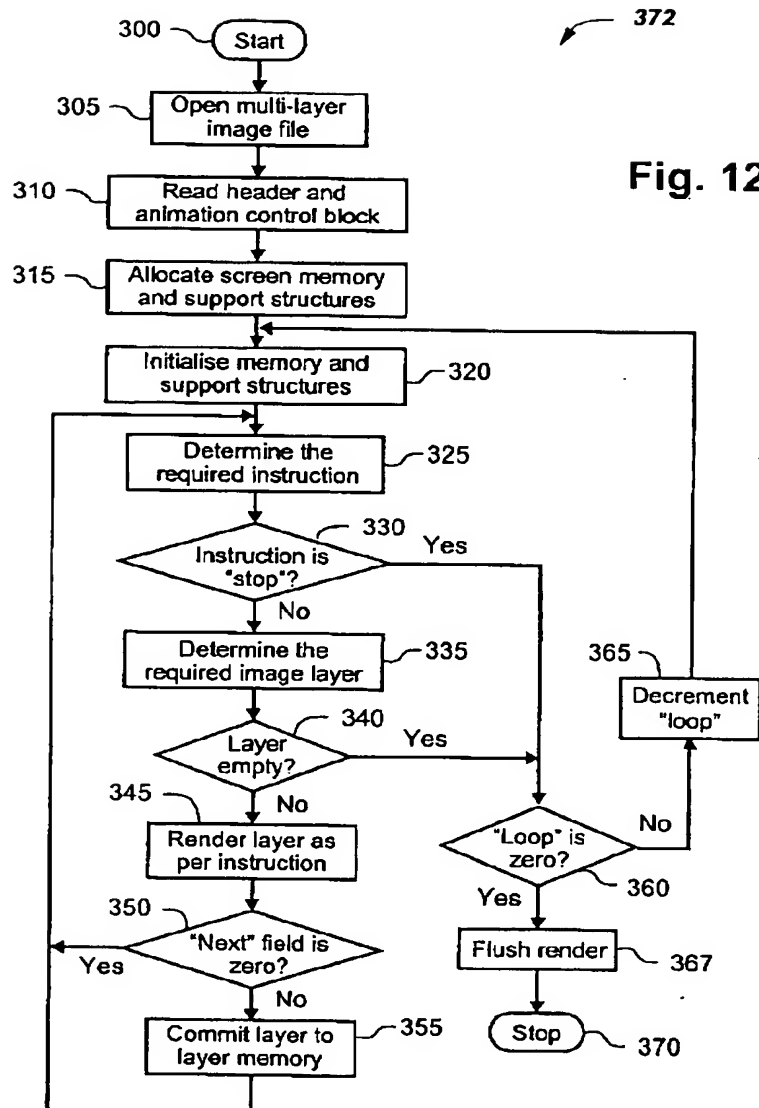 372
300
Start
305
Open multi-layer
image file
Fig. 12
310
Read header and
animation control
block
315
Allocate screen memory
and support structures
Initialise memory and
support structures
320
Determine the
required instruction
325
330
Instruction is
"stop"?
Yes
No
Determine the
required image layer
335
365
Decrement
"loop"
340
Layer
empty?
Yes
No
345
Render layer as
per instruction
"Loop" is
zero?
No
360
Yes
350
"Next" field is
zero?
Yes
No
Flush render
367
Commit layer to
layer memory
355
Stop
370